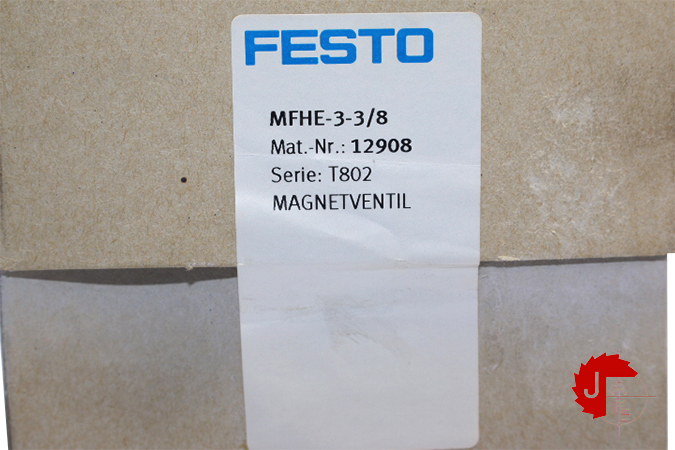 FESTO
MFHE-3-3/8
Mat.-Nr.: 12908
Serie: T802
MAGNETVENTIL
J